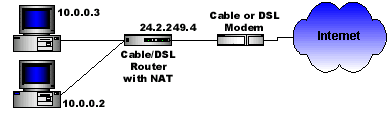 10.0.0.3
24.2.249.4
Cable or DSL
Modem
Internet
Cable/DSL
Router
with NAT
10.0.0.2